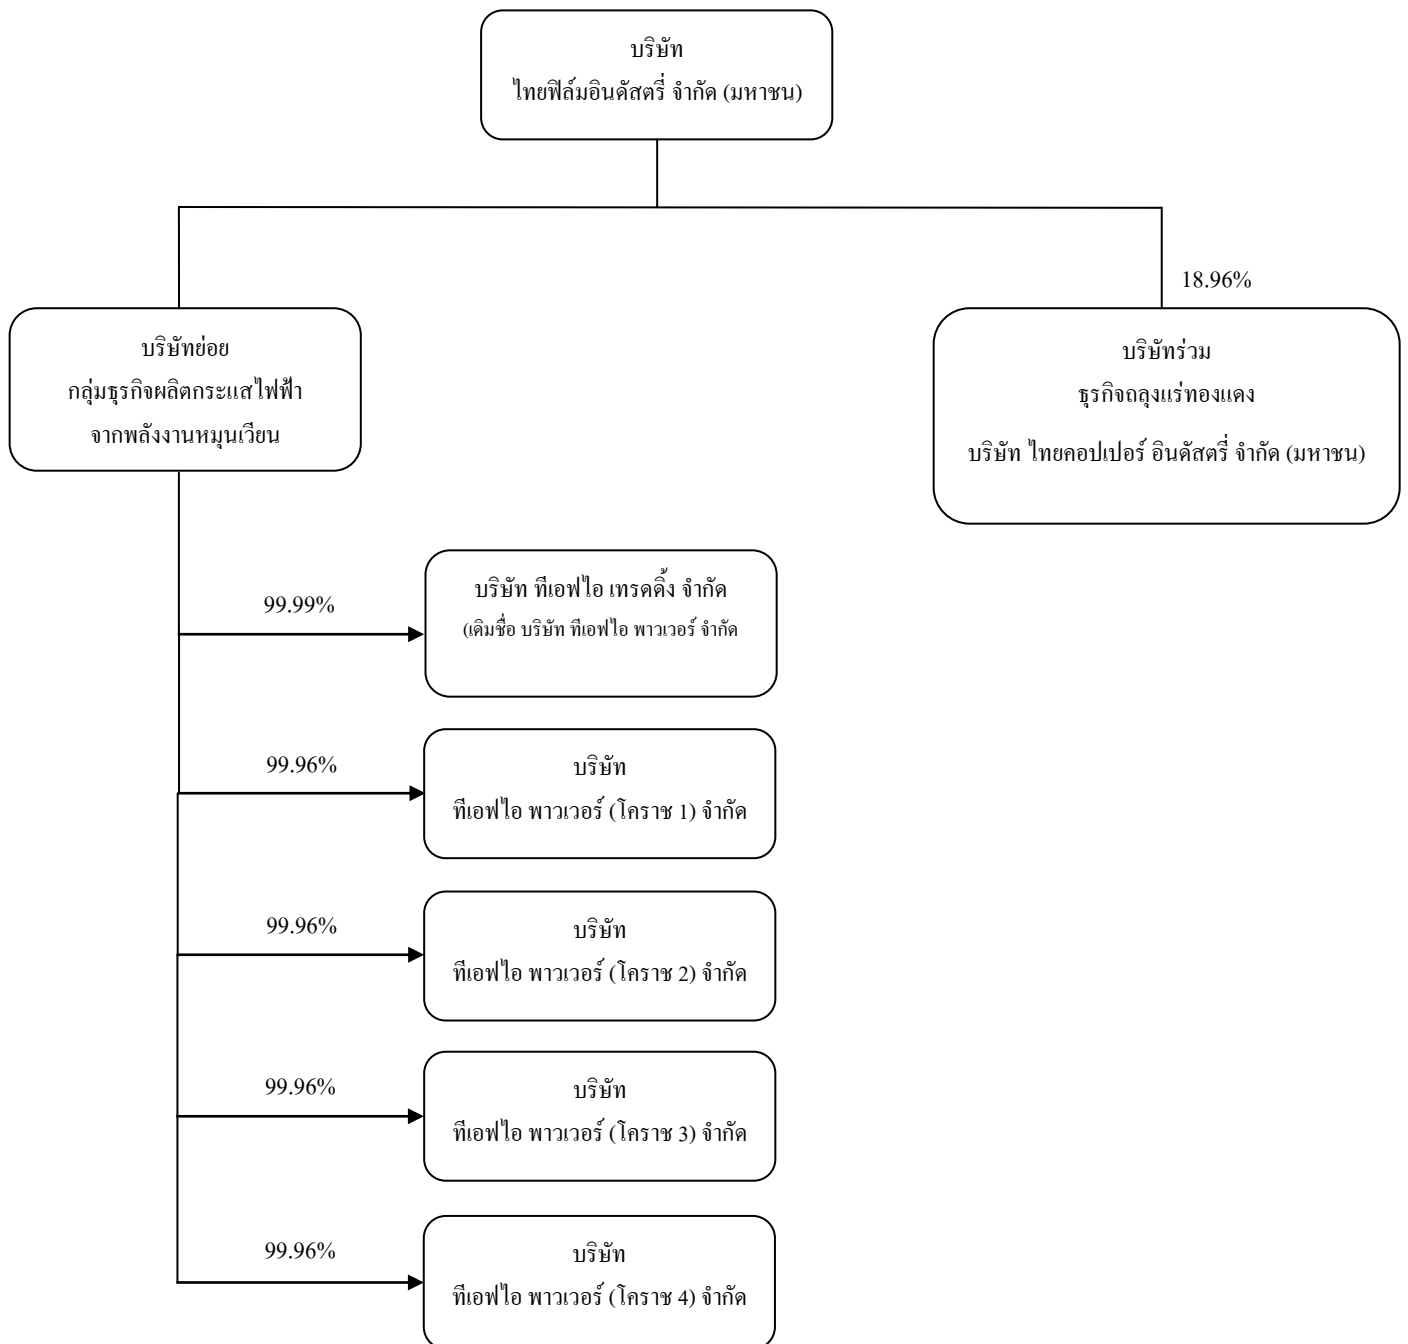 บริษัท
ไทยฟิล์มอินดัสตรี่ จำกัด (มหาชน)
18.96%
บริษัทย่อย
กลุ่มธุรกิจผลิตกระแสไฟฟ้า
จากพลังงานหมุนเวียน
บริษัทร่วม
ธุรกิจถลุงแร่ทองแดง
บริษัท ไทยคอปเปอร์ อินดัสตรี่ จำกัด (มหาชน)
99.99%
บริษัท ทีเอฟไอ เทรดดิ้ง จำกัด
(เดิมชื่อ บริษัท ทีเอฟไอ พาวเวอร์ จำกัด
99.96%
บริษัท
ทีเอฟไอ พาวเวอร์ (โคราช 1) จำกัด
99.96%
บริษัท
ทีเอฟไอ พาวเวอร์ (โคราช 2) จำกัด
99.96%
บริษัท
ทีเอฟไอ พาวเวอร์ (โคราช 3) จำกัด
99.96%
บริษัท
ทีเอฟไอ พาวเวอร์ (โคราช 4) จำกัด